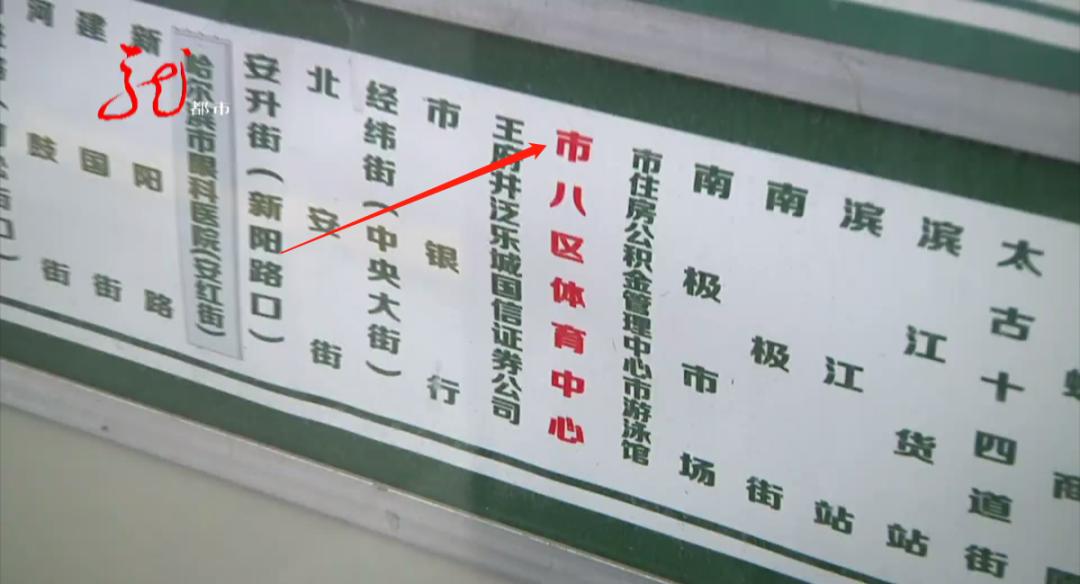 都市
河鼓街
建国街
新阳路
哈尔滨市眼科医院(安红街)
安升街(新阳路口)
北安街
经纬街(中央大街)
市银行
王府井泛乐城国信证券公司
市八区体育中心
市住房公积金管理中心市游泳馆
南极市场
南极街
滨江站
滨江货站
太古十四道街